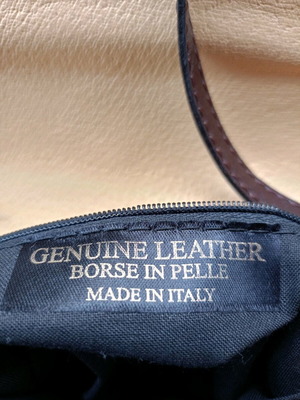 GENUINE LEATHER
BORSE IN PELLE
MADE IN ITALY